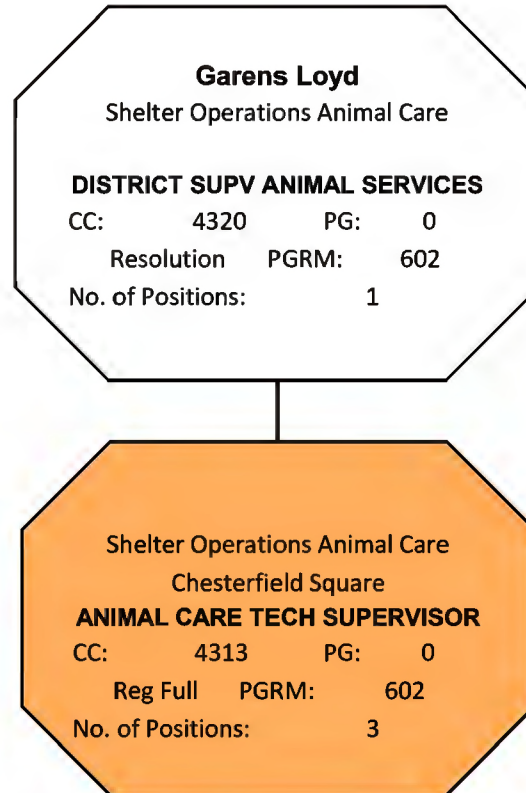 Garens Loyd
Shelter Operations Animal Care
DISTRICT SUPV ANIMAL SERVICES
CC: 4320 PG: 0
Resolution PGRM: 602
No. of Positions: 1
Shelter Operations Animal Care
Chesterfield Square
ANIMAL CARE TECH SUPERVISOR
CC: 4313 PG: 0
Reg Full PGRM: 602
No. of Positions: 3